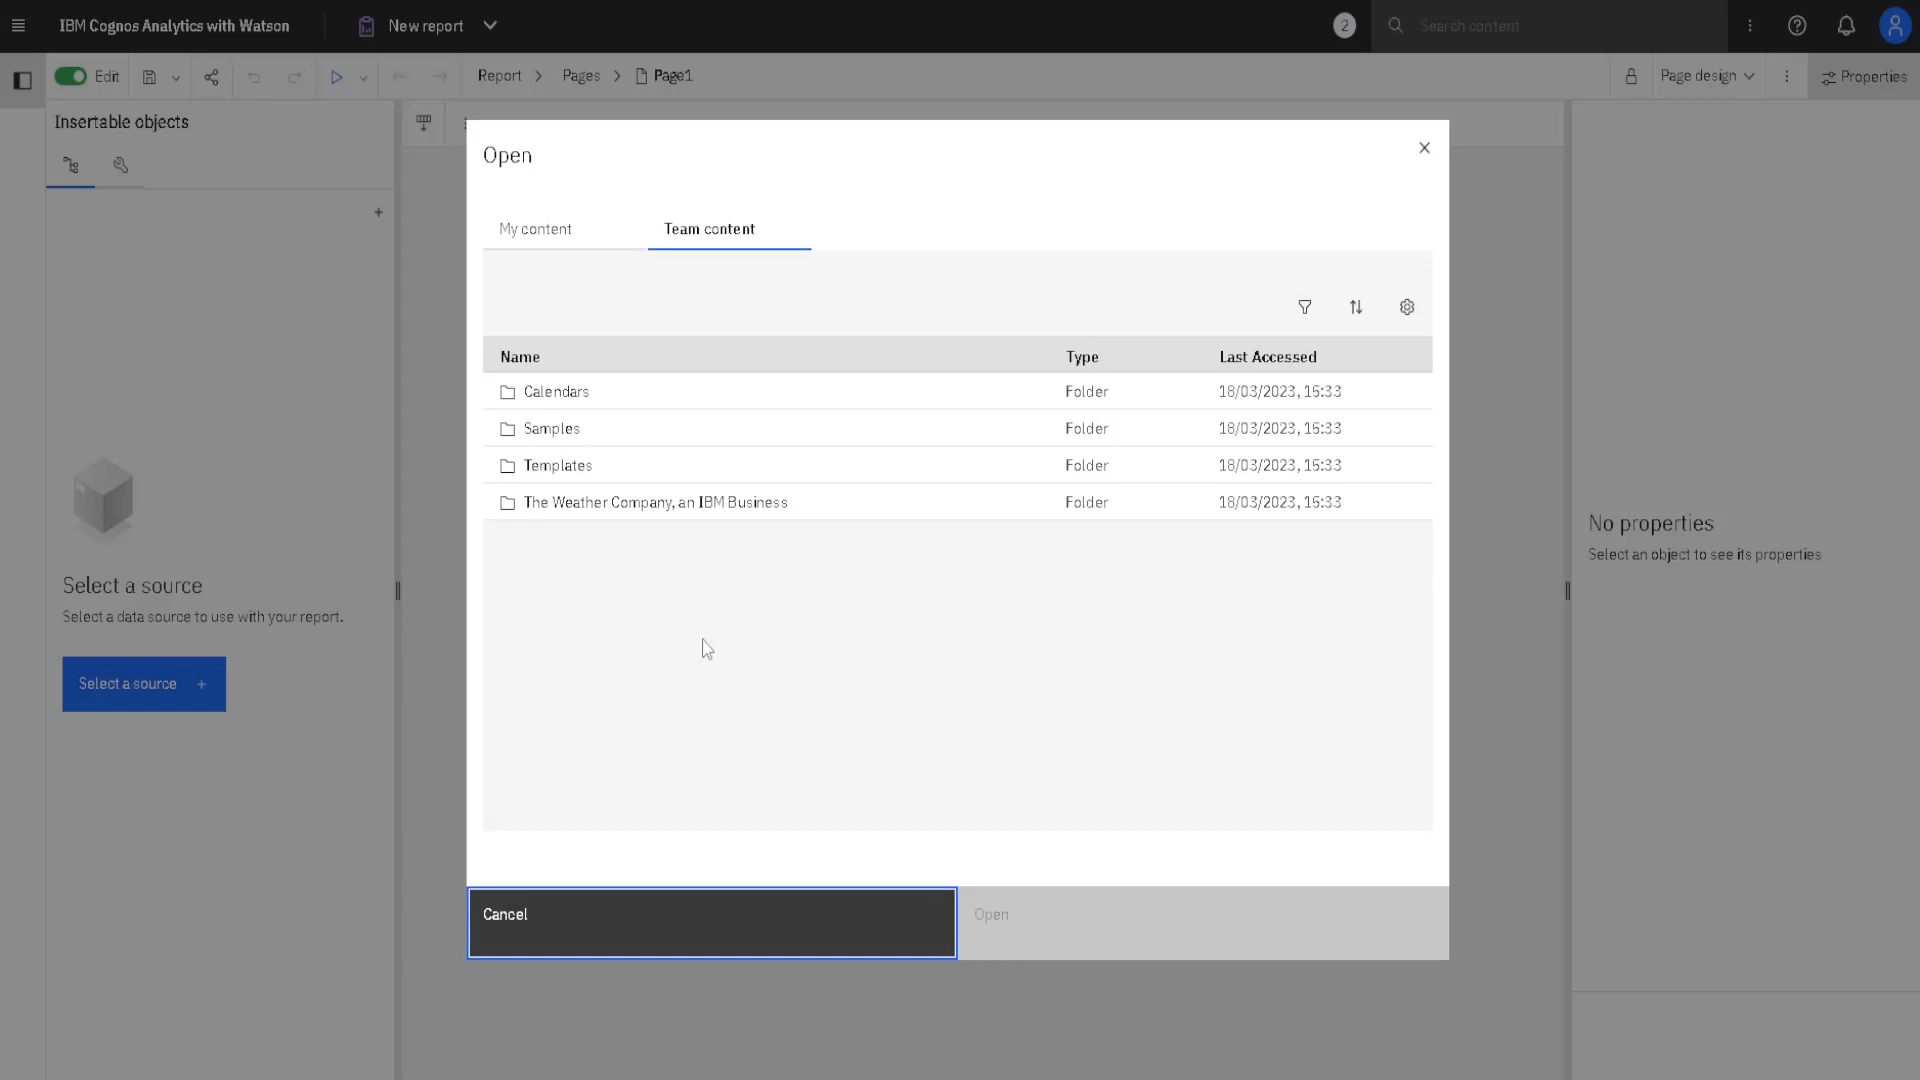 IBM Cognos Analytics with Watson
New report
2
Search content
Edit
Report
Pages
Page1
Page design
Properties
Insertable objects
Open
My content
Team content
Name Type Last Accessed
Calendars Folder 18/03/2023, 15:33
Samples Folder 18/03/2023, 15:33
Templates Folder 18/03/2023, 15:33
The Weather Company, an IBM Business Folder 18/03/2023, 15:33
Select a source
Select a data source to use with your report.
Select a source +
No properties
Select an object to see its properties
Cancel
Open